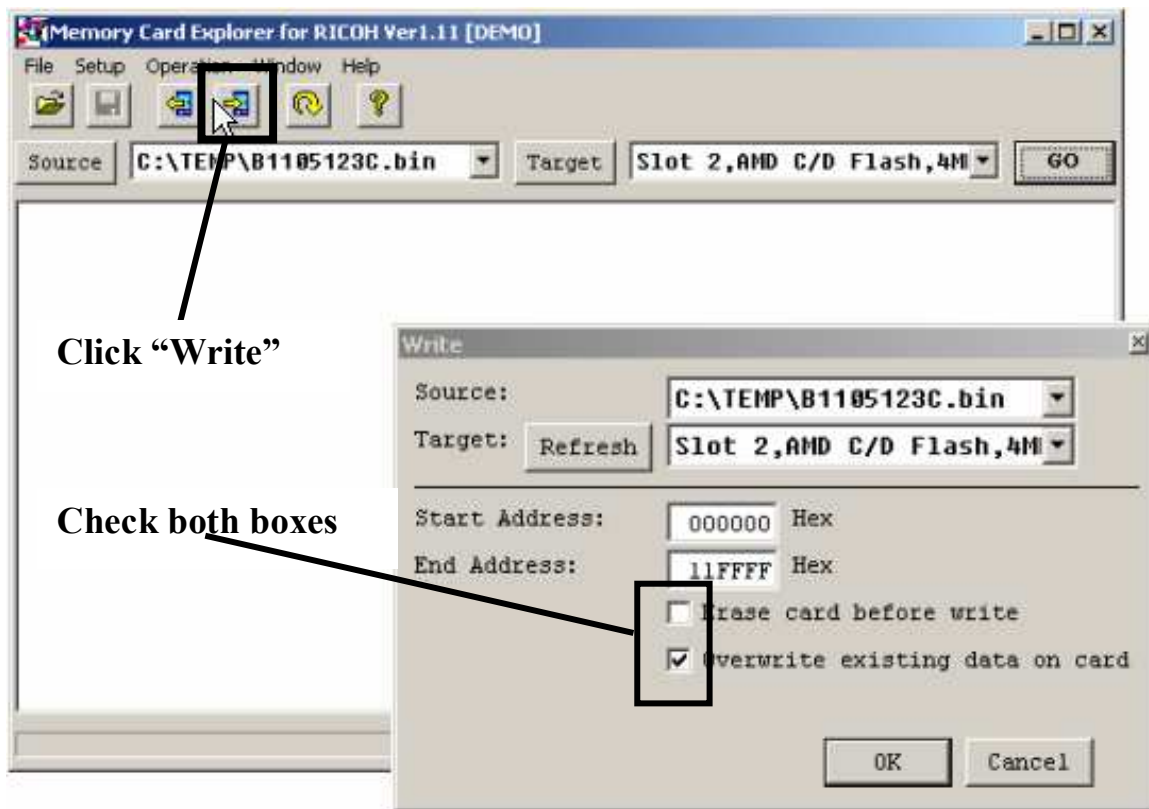 Memory Card Explorer for RICOH Ver1.11 [DEMO]
File Setup Operation Window Help
Source C:\TEMP\B1105123C.bin Target Slot 2,AMD C/D Flash,4M GO
Click “Write”
Write
Source: C:\TEMP\B1105123C.bin
Target: Refresh Slot 2,AMD C/D Flash,4M
Check both boxes
Start Address: 000000 Hex
End Address: 11FFFF Hex
Erase card before write
Overwrite existing data on card
OK Cancel